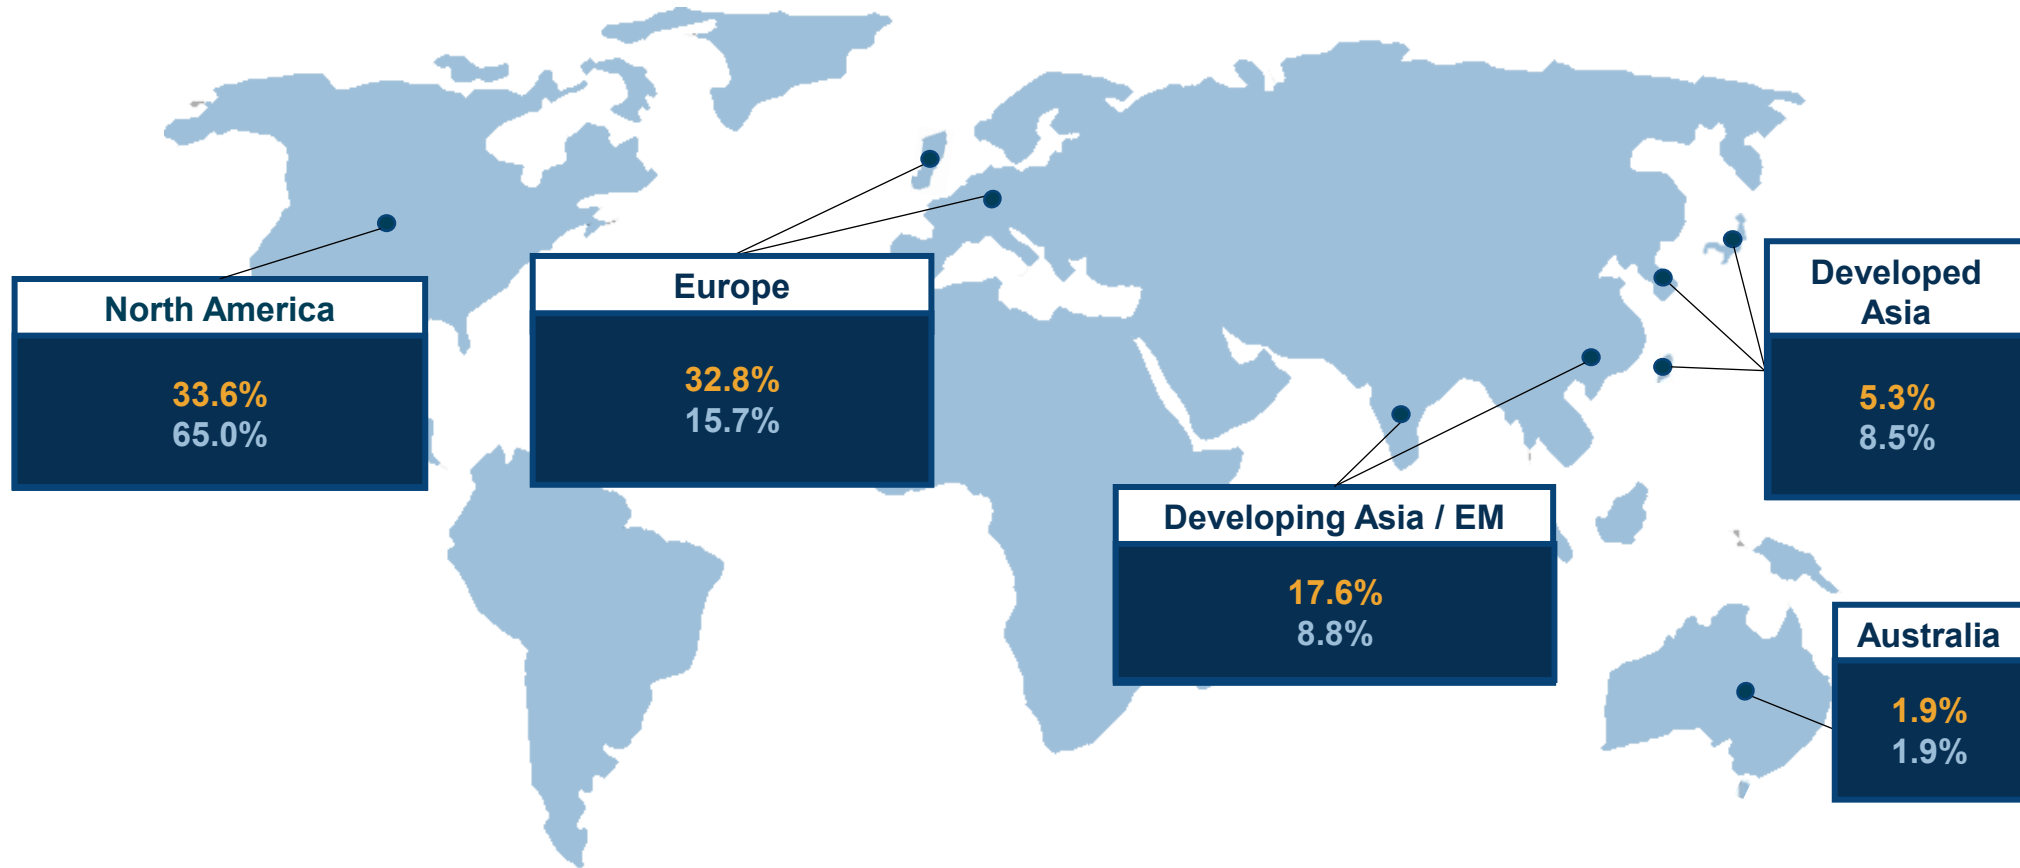 North America
33.6%
65.0%
Europe
32.8%
15.7%
Developing Asia / EM
17.6%
8.8%
Developed
Asia
5.3%
8.5%
Australia
1.9%
1.9%